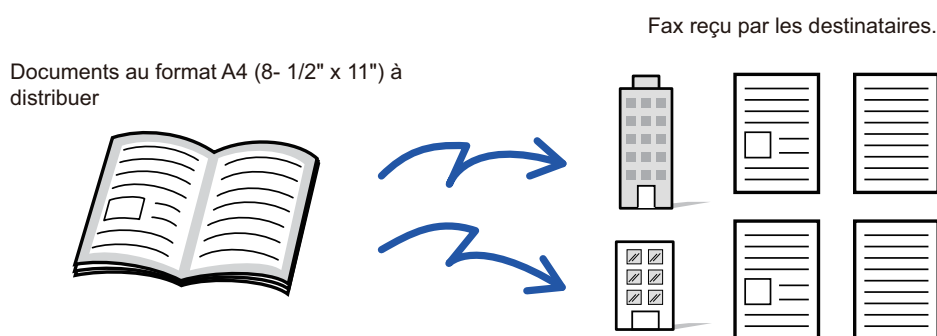 Fax reçu par les destinataires.
Documents au format A4 (8- 1/2" x 11") à
distribuer